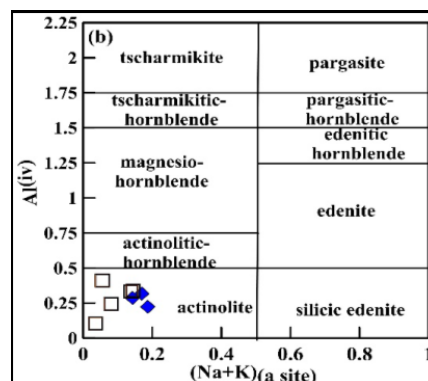 2.25
(b)
tscharmikite
pargasite
2
1.75
tscharmikitic-
hornblende
pargasitic-
hornblende
1.5
edenitic
hornblende
Al(iv)
1.25
magnesio-
hornblende
edenite
1
0.75
actinolitic-
hornblende
0.5
0.25
actinolite
silicic edenite
0
0 0.2 0.4 0.6 0.8 1
(Na+K)(a site)